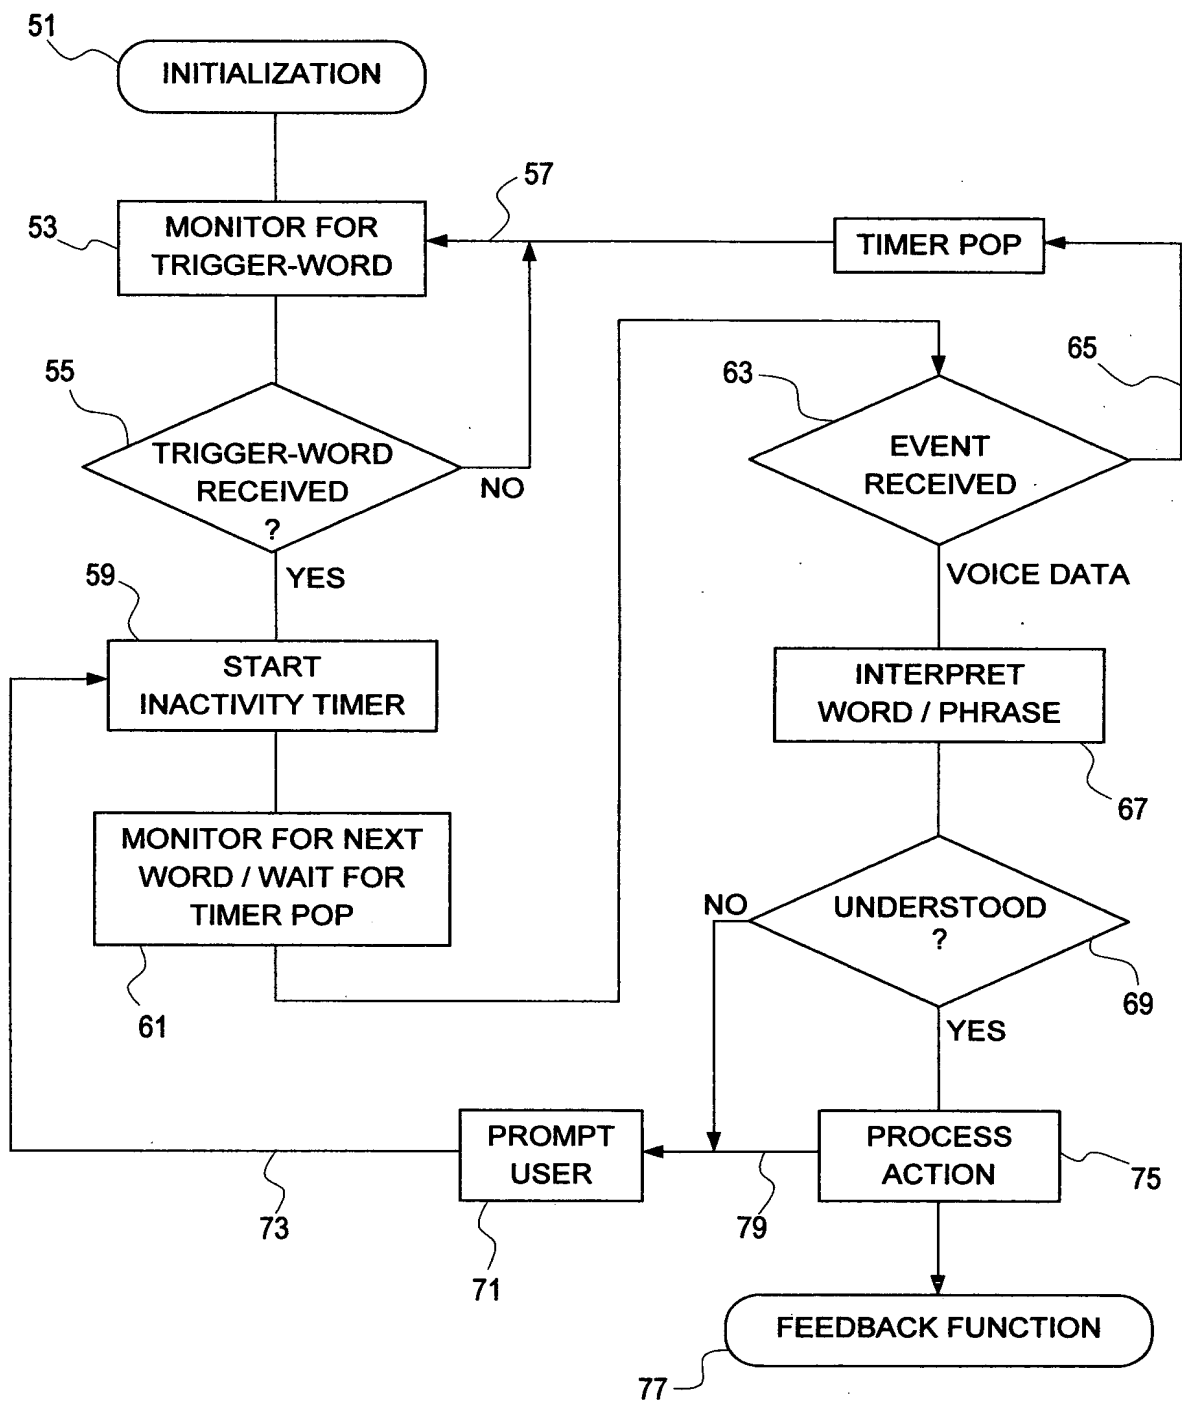 51
INITIALIZATION
57
53
MONITOR FOR
TRIGGER-WORD
TIMER POP
65
55
63
TRIGGER-WORD
RECEIVED
?
NO
EVENT
RECEIVED
YES
VOICE DATA
59
START
INACTIVITY TIMER
INTERPRET
WORD / PHRASE
67
MONITOR FOR NEXT
WORD / WAIT FOR
TIMER POP
61
NO
UNDERSTOOD
?
69
YES
PROMPT
USER
PROCESS
ACTION
75
73
79
71
FEEDBACK FUNCTION
77